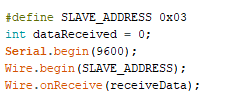 #define SLAVE_ADDRESS 0x03
int dataReceived = 0;
Serial.begin(9600);
Wire.begin(SLAVE_ADDRESS);
Wire.onReceive(receiveData);